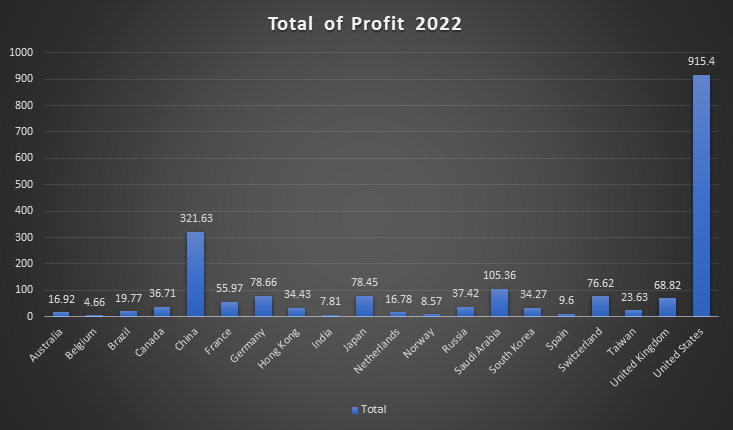 Total of Profit 2022
1000
900
800
700
600
500
400
300
200
100
0
16.92
4.66
19.77
36.71
321.63
55.97
78.66
34.43
7.81
78.45
16.78
8.57
37.42
105.36
34.27
9.6
76.62
23.63
68.82
915.4
Australia
Belgium
Brazil
Canada
China
France
Germany
Hong Kong
India
Japan
Netherlands
Norway
Russia
Saudi Arabia
South Korea
Spain
Switzerland
Taiwan
United Kingdom
United States
Total